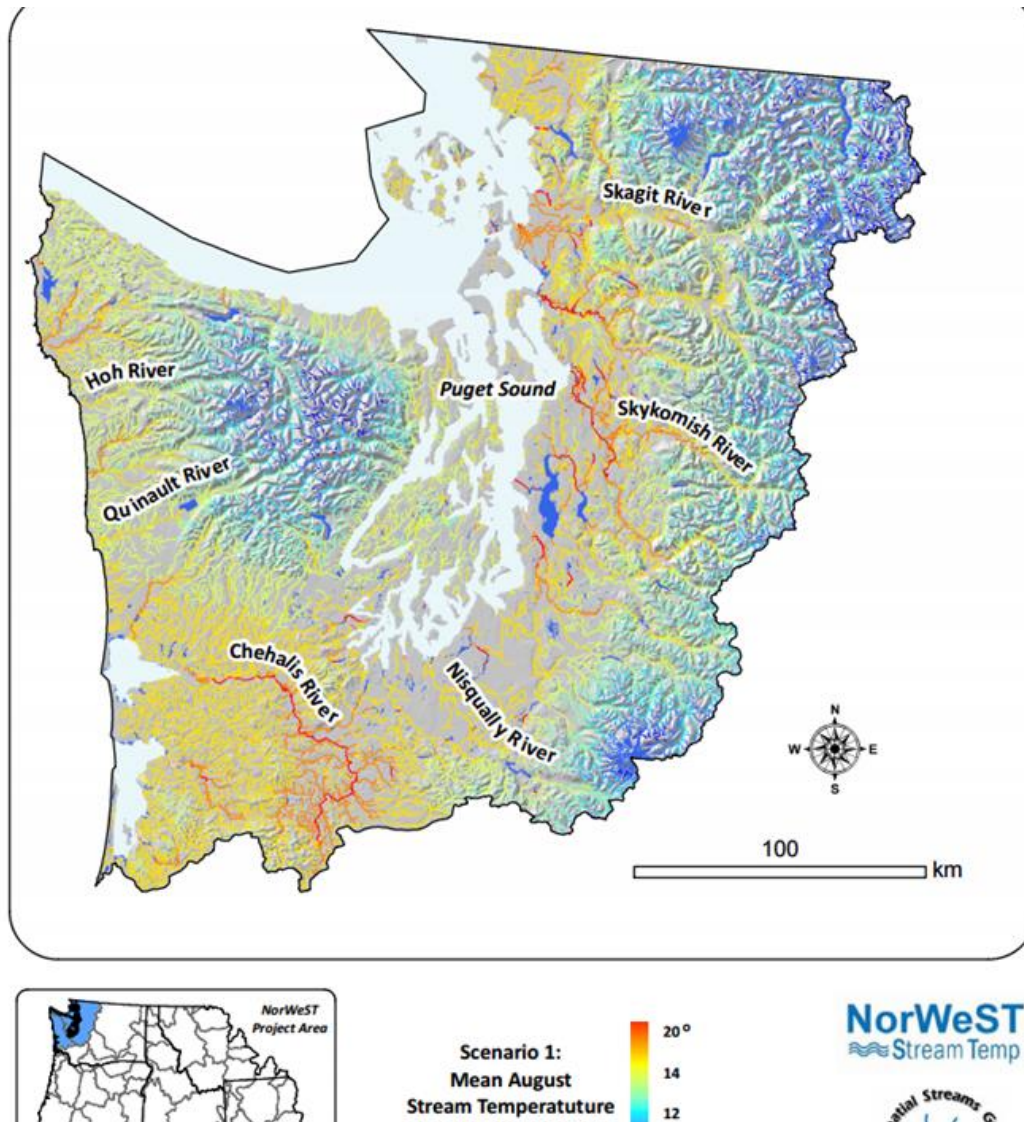 Skagit River
Hoh River
Puget Sound
Skykomish River
Quinault River
Chehalis River
Nisqually River
N
W E
S
100
km
NorWeST
Project Area
Scenario 1:
Mean August
Stream Temperatuture
20°
14
12
NorWeST
Stream Temp
Streams